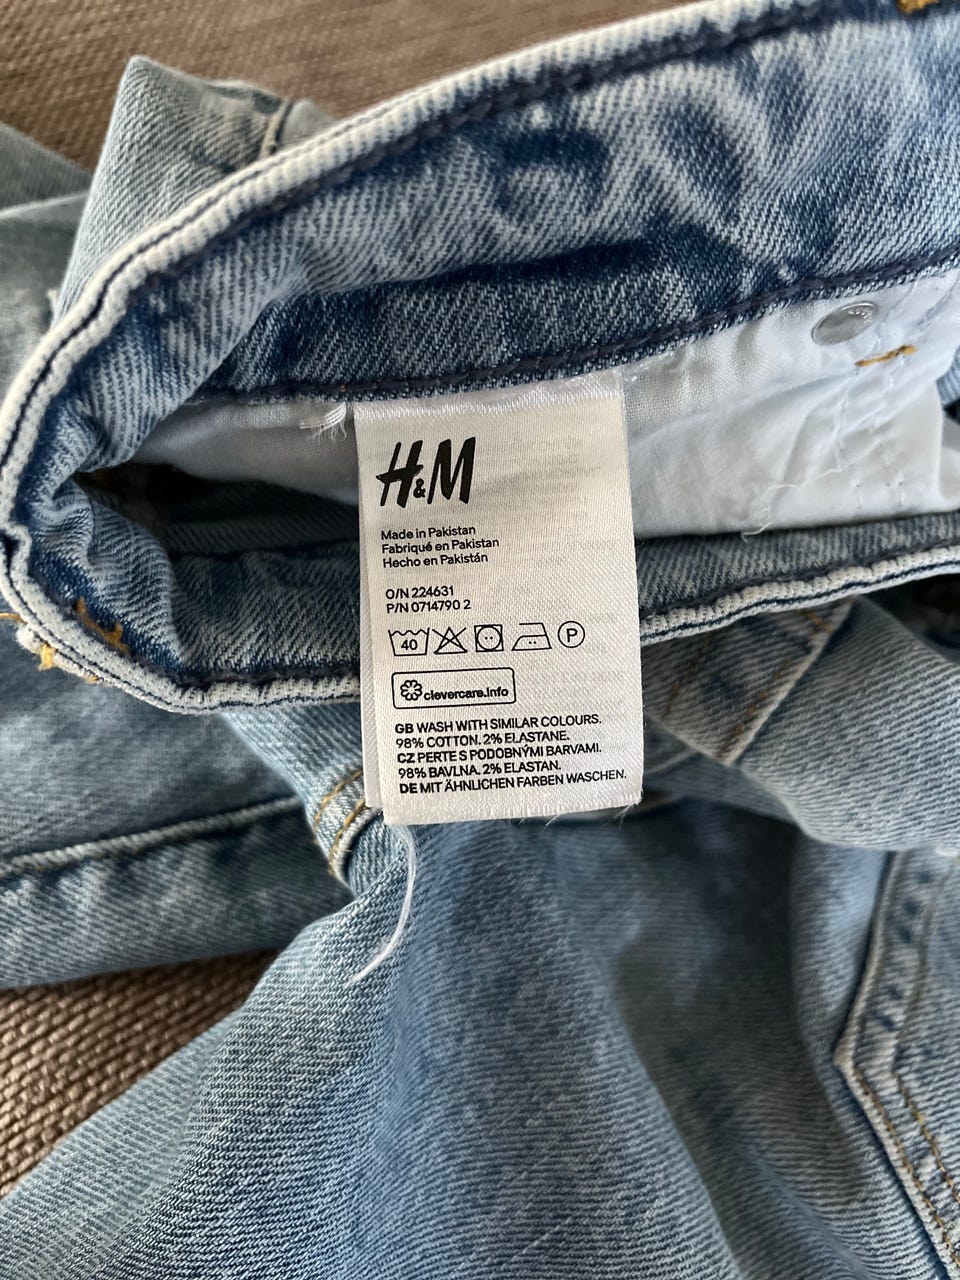 H&M
Made in Pakistan
Fabriqué en Pakistan
Hecho en Pakistán
O/N 224631
P/N 0714790 2
40 P
clevercare.info
GB WASH WITH SIMILAR COLOURS.
98% COTTON. 2% ELASTANE.
CZ PERTE S PODOBNÝMI BARVAMI.
98% BAVLNA. 2% ELASTAN.
DE MIT ÄHNLICHEN FARBEN WASCHEN.